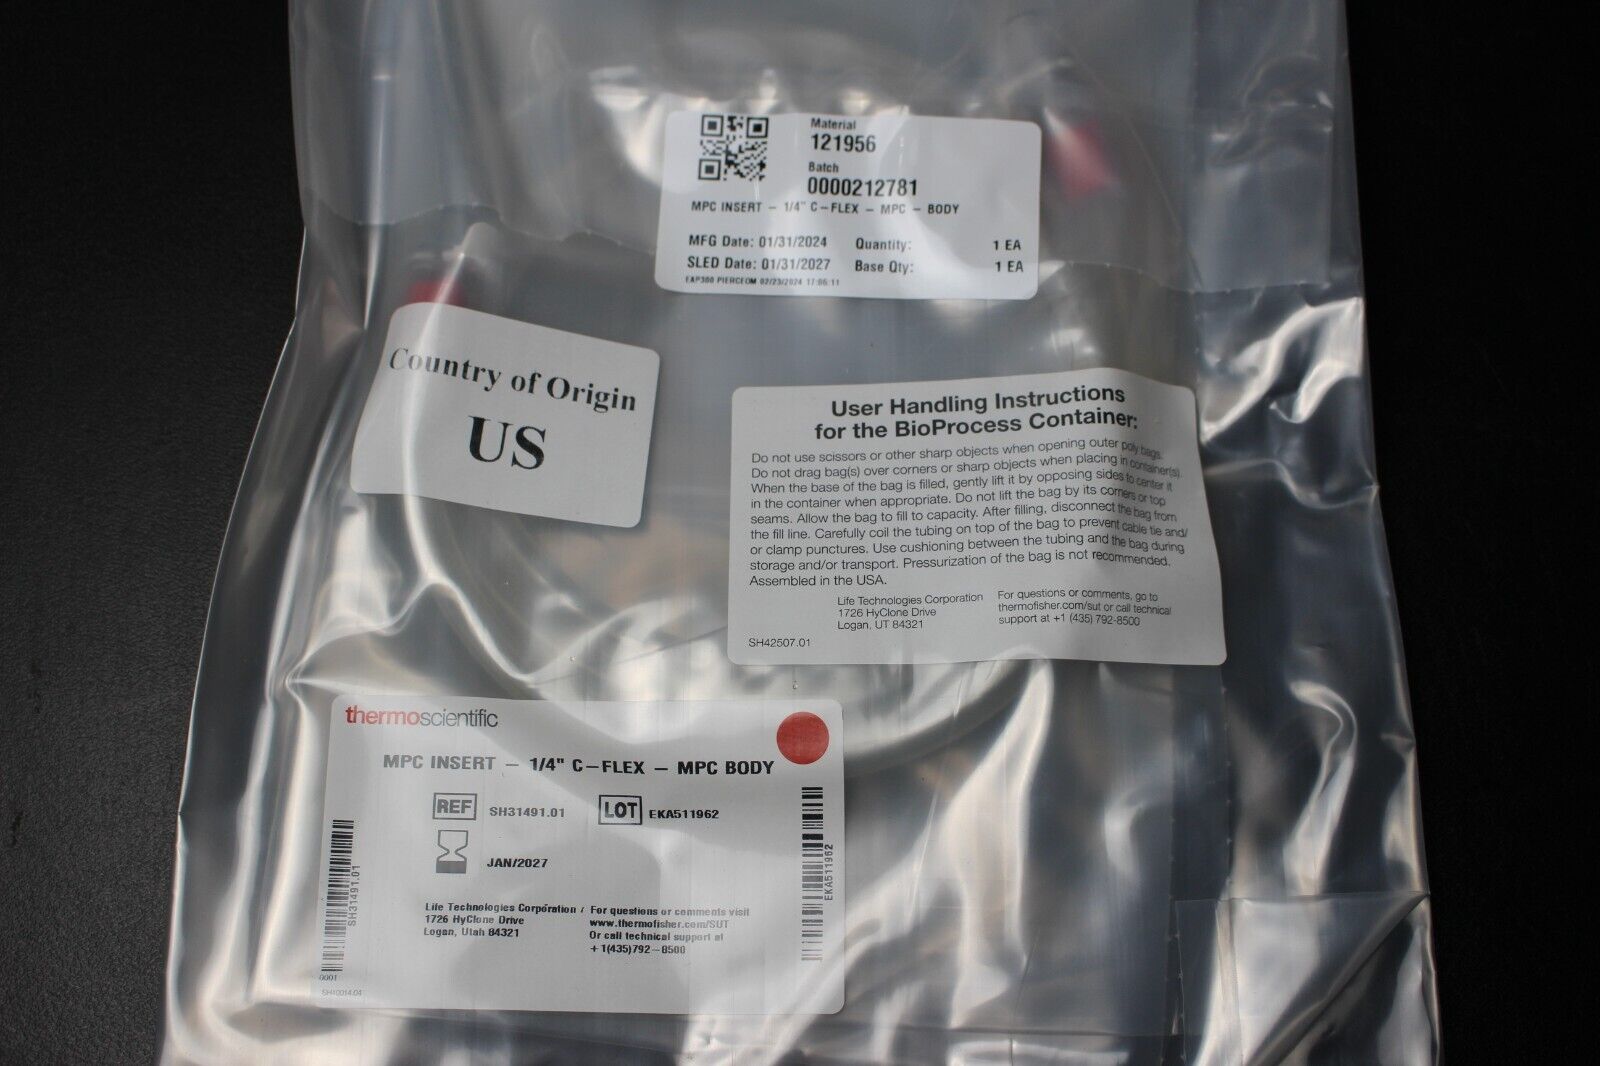 Material
121956
Batch
0000212781
MPC INSERT – 1/4" C–FLEX – MPC – BODY
MFG Date: 01/31/2024 Quantity: 1 EA
SLED Date: 01/31/2027 Base Qty: 1 EA
EAP300 PIERCEOM 02/23/2024 17:06:11
Country of Origin
US
User Handling Instructions
for the BioProcess Container:
Do not use scissors or other sharp objects when opening outer poly bags.
Do not drag bag(s) over corners or sharp objects when placing in container(s).
When the base of the bag is filled, gently lift it by opposing sides to center it
in the container when appropriate. Do not lift the bag by its corners or top
seams. Allow the bag to fill to capacity. After filling, disconnect the bag from
the fill line. Carefully coil the tubing on top of the bag to prevent cable tie and/
or clamp punctures. Use cushioning between the tubing and the bag during
storage and/or transport. Pressurization of the bag is not recommended.
Assembled in the USA.
Life Technologies Corporation
1726 HyClone Drive
Logan, UT 84321
For questions or comments, go to
thermofisher.com/sut or call technical
support at +1 (435) 792-8500
SH42507.01
thermoscientific
MPC INSERT – 1/4" C–FLEX – MPC BODY
REF SH31491.01 LOT EKA511962
JAN/2027
SH31491.01
EKA511962
Life Technologies Corporation /
1726 HyClone Drive
Logan, Utah 84321
For questions or comments visit
www.thermofisher.com/SUT
Or call technical support at
+ 1(435)792–8500
0001
SH40014.04